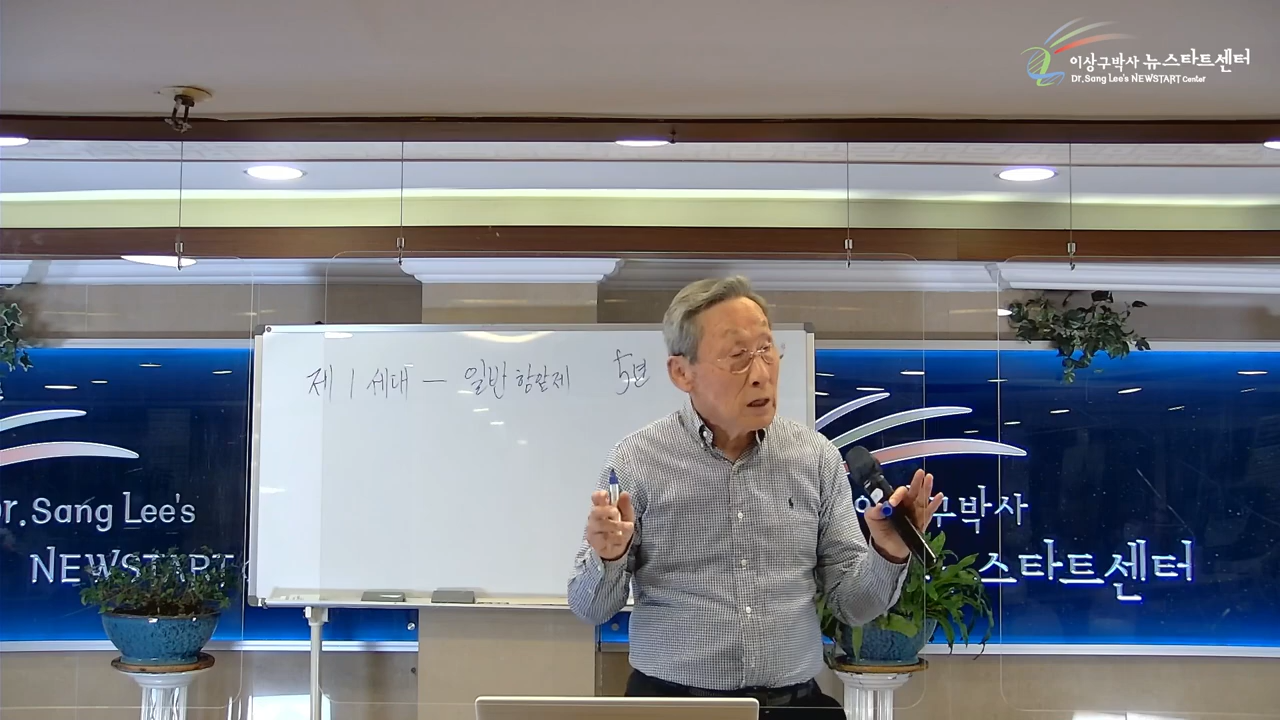 이상구박사 뉴스타트센터
Dr. Sang Lee's NEWSTART Center
제 1 세대 — 일반항암제 5년
Dr. Sang Lee's
NEWSTART
구박사
스타트센터